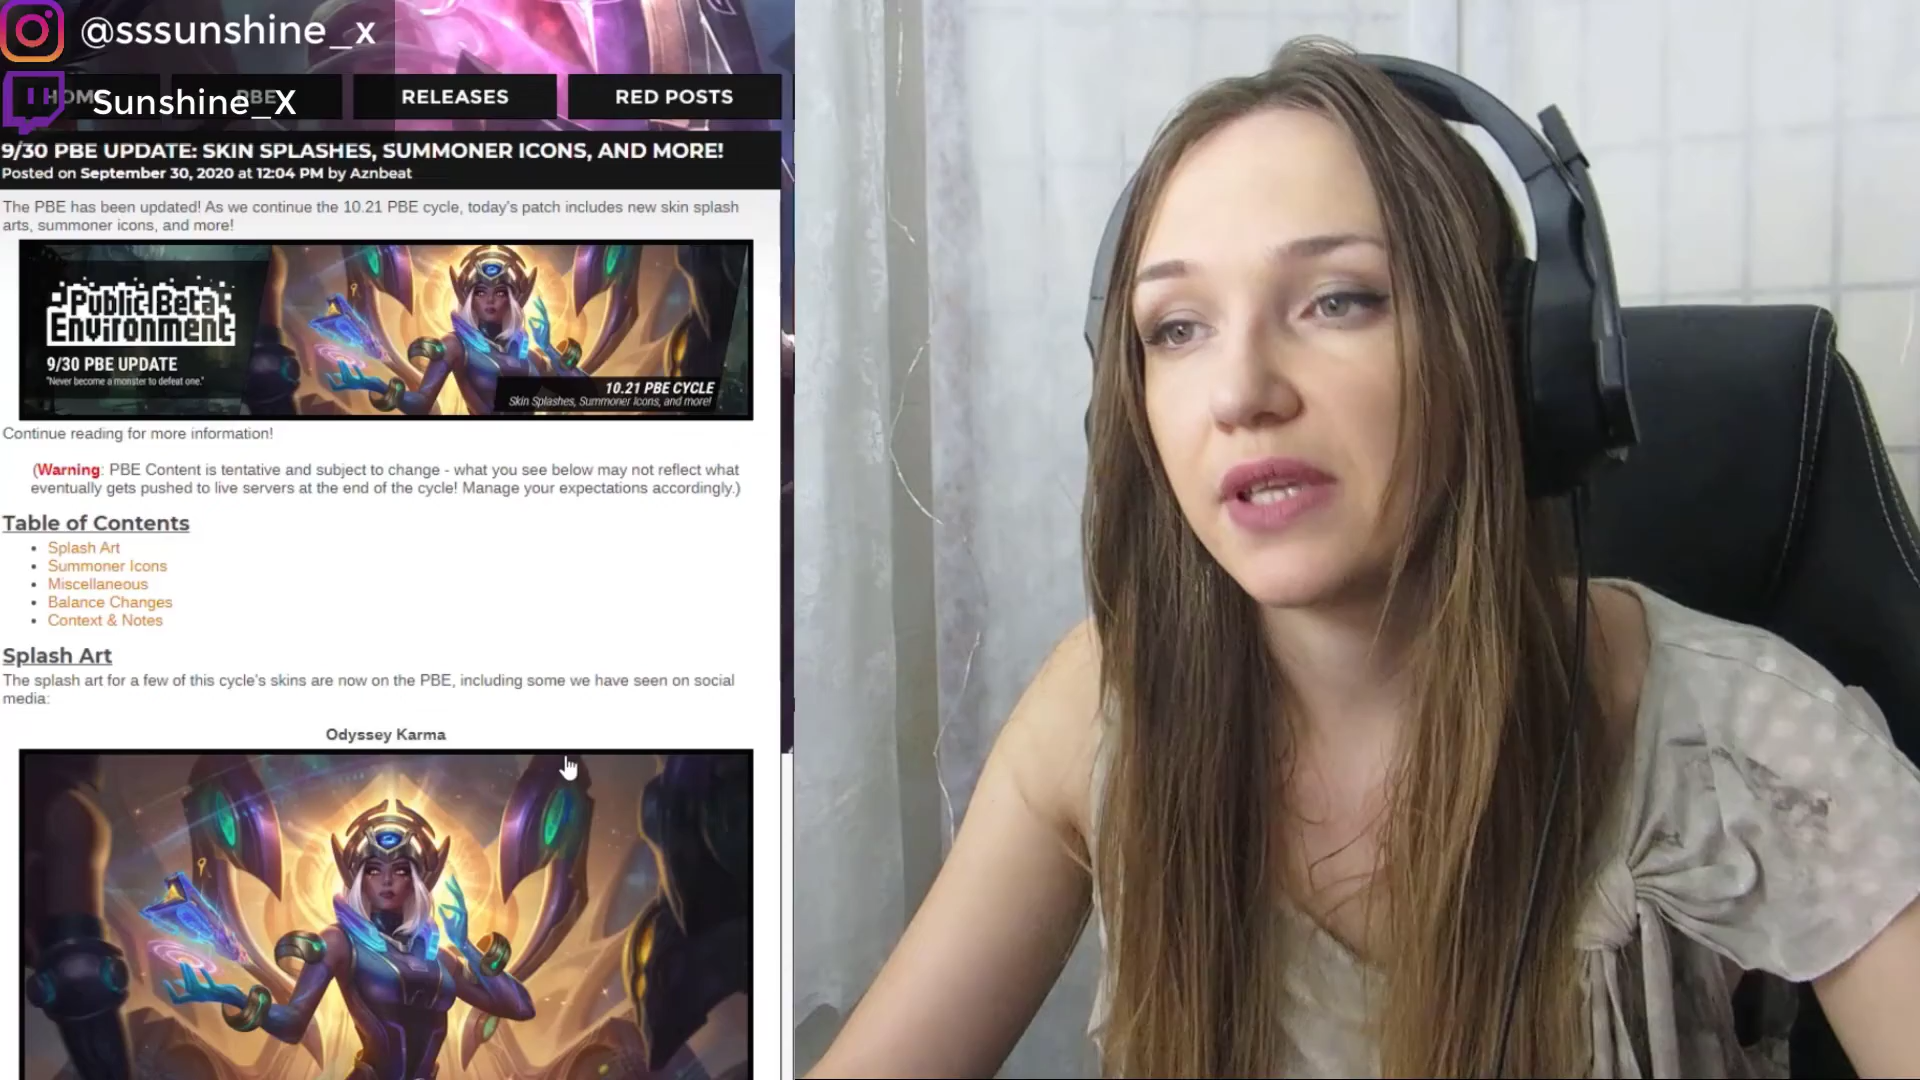 @sssunshine_x
Sunshine_X
HOM PBE RELEASES RED POSTS
9/30 PBE UPDATE: SKIN SPLASHES, SUMMONER ICONS, AND MORE!
Posted on September 30, 2020 at 12:04 PM by Aznbeat
The PBE has been updated! As we continue the 10.21 PBE cycle, today's patch includes new skin splash
arts, summoner icons, and more!
Public Beta
Environment
9/30 PBE UPDATE
"Never become a monster to defeat one."
10.21 PBE CYCLE
Skin Splashes, Summoner Icons, and more!
Continue reading for more information!
(Warning: PBE Content is tentative and subject to change - what you see below may not reflect what
eventually gets pushed to live servers at the end of the cycle! Manage your expectations accordingly.)
Table of Contents
• Splash Art
• Summoner Icons
• Miscellaneous
• Balance Changes
• Context & Notes
Splash Art
The splash art for a few of this cycle's skins are now on the PBE, including some we have seen on social
media:
Odyssey Karma